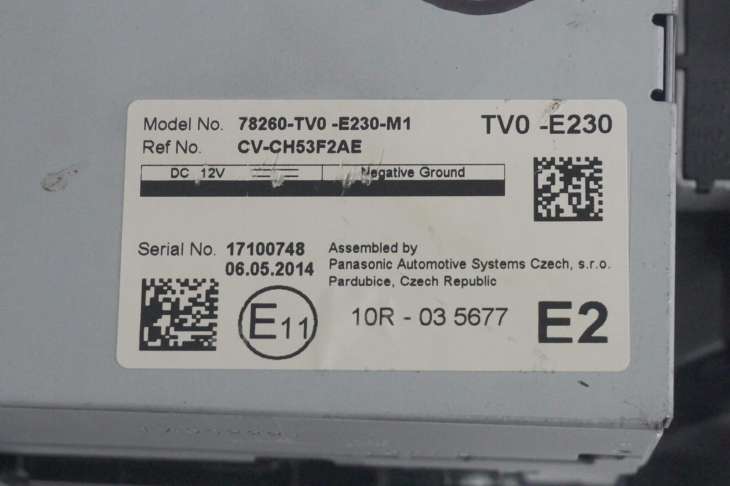 Model No. 78260-TV0 -E230-M1 TV0 -E230
Ref No. CV-CH53F2AE
DC 12V Negative Ground
Serial No. 17100748 Assembled by
06.05.2014 Panasonic Automotive Systems Czech, s.r.o.
Pardubice, Czech Republic
E11 10R - 03 5677 E2